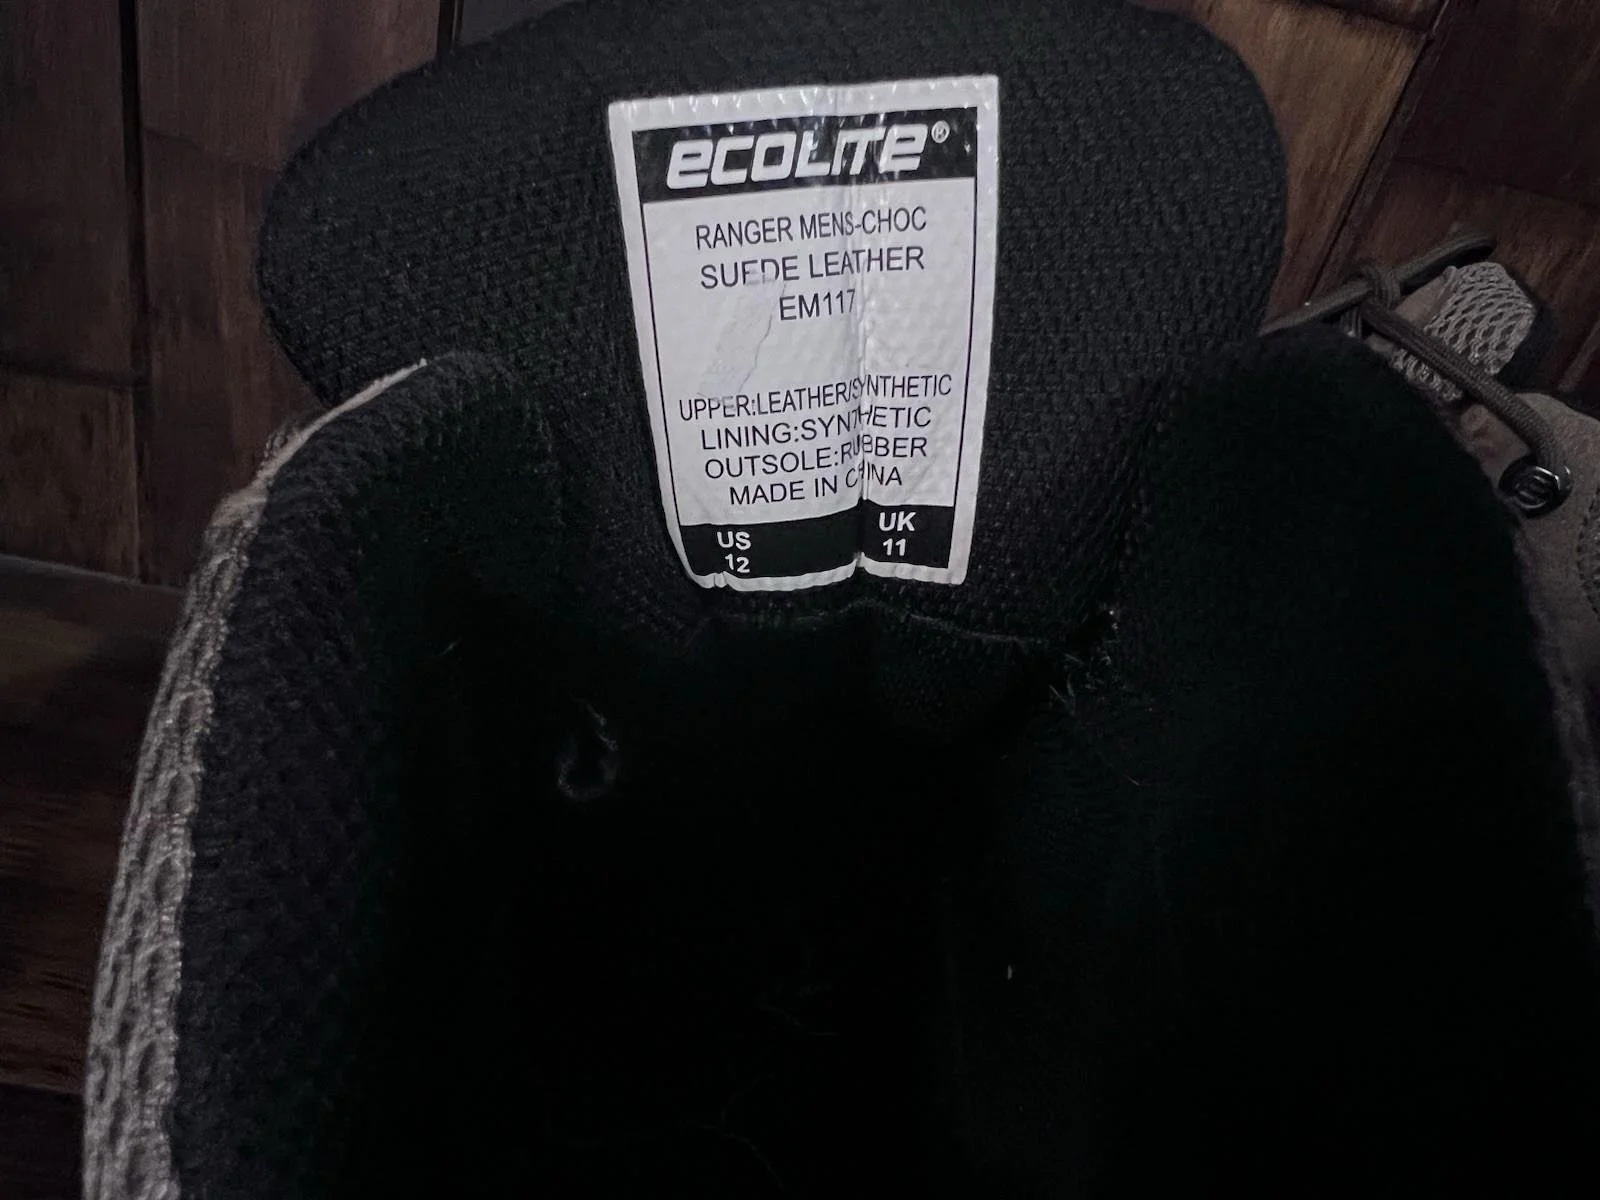 ecoLite®
RANGER MENS-CHOC
SUEDE LEATHER
EM117
UPPER:LEATHER/SYNTHETIC
LINING:SYNTHETIC
OUTSOLE:RUBBER
MADE IN CHINA
US UK
12 11